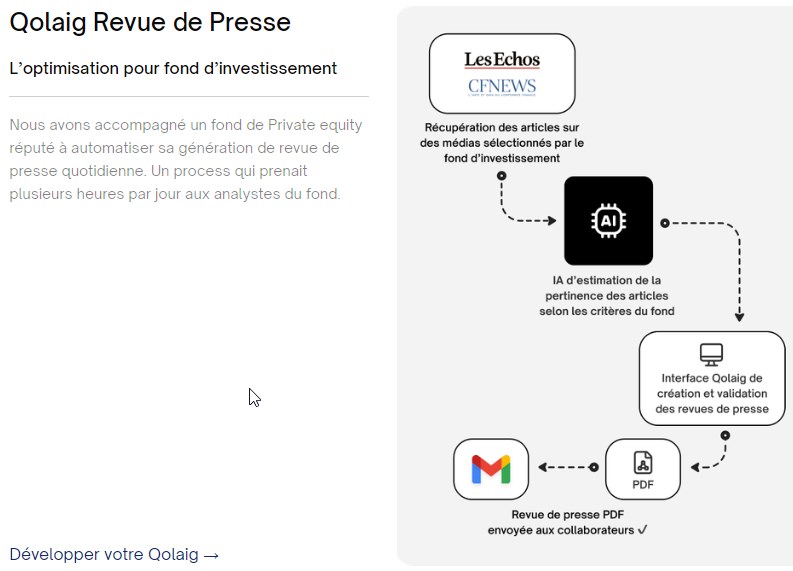 Qolaig Revue de Presse
L’optimisation pour fond d’investissement
Nous avons accompagné un fond de Private equity
réputé à automatiser sa génération de revue de
presse quotidienne. Un process qui prenait
plusieurs heures par jour aux analystes du fond.
Développer votre Qolaig →
Les Echos
CFNEWS
Récupération des articles sur
des médias sélectionnés par le
fond d’investissement
AI
IA d’estimation de la
pertinence des articles
selon les critères du fond
Interface Qolaig de
création et validation
des revues de presse
PDF
Revue de presse PDF
envoyée aux collaborateurs ✓